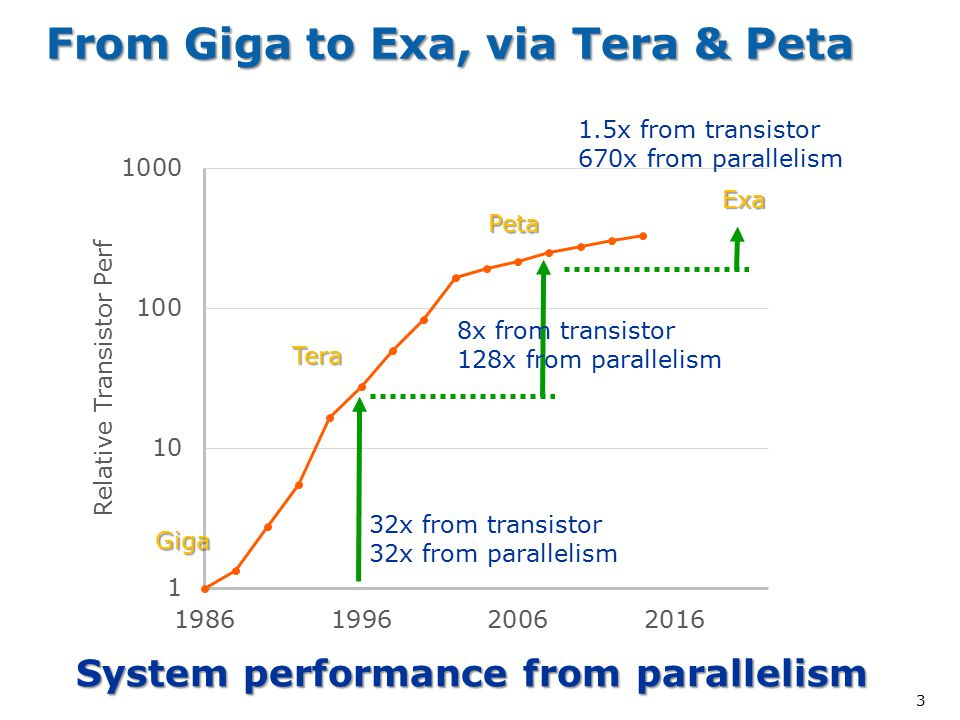 From Giga to Exa, via Tera & Peta
1.5x from transistor
670x from parallelism
1000
Exa
Peta
Relative Transistor Perf
100
8x from transistor
128x from parallelism
Tera
10
32x from transistor
32x from parallelism
Giga
1
1986 1996 2006 2016
System performance from parallelism
3